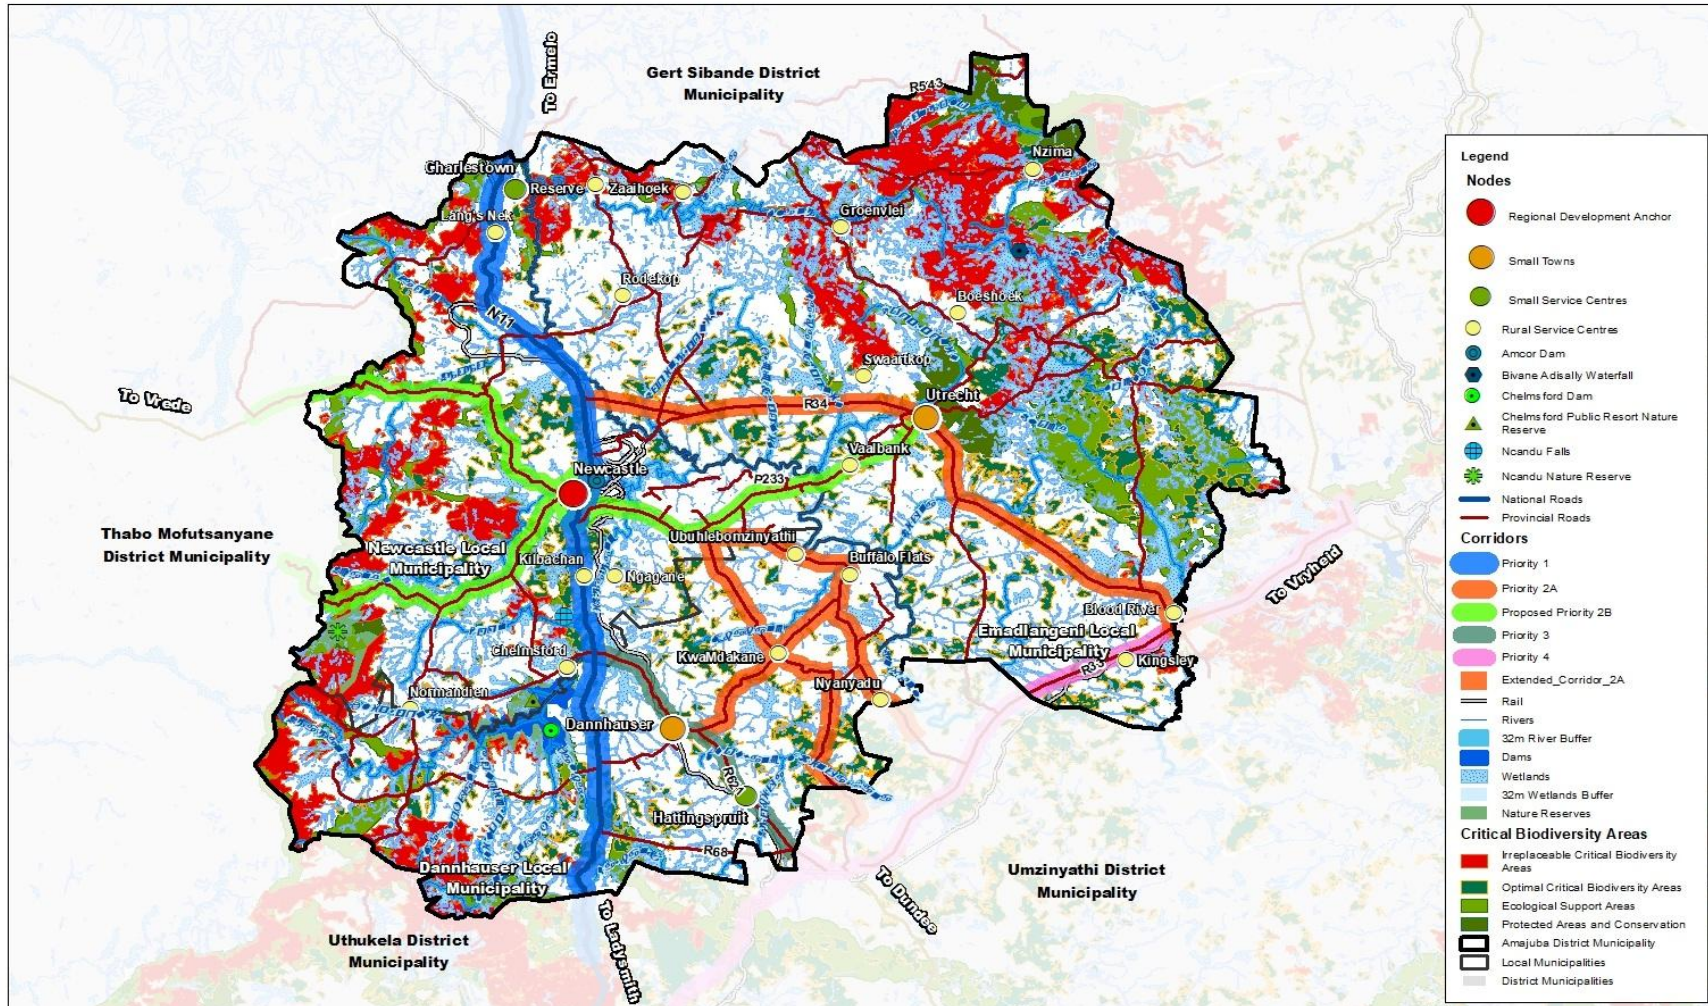 To Ermelo
Gert Sibande District
Municipality
R543
Nzima
Charlestown
Reserve
Zaaihoek
Lang's Nek
Groenvlei
Rodekop
Boeshoek
N11
Swaartkop
To Vrede
R34
Utrecht
Vaalbank
Newcastle
P233
Thabo Mofutsanyane
District Municipality
Newcastle Local
Municipality
Ubuhlebomzinyathi
Kilbachan
Ngagane
Buffalo Flats
To Vryheid
Blood River
Emadlangeni Local
Municipality
Chelmsford
KwaMdakane
Kingsley
R33
Normandien
Nyanyadu
Dannhauser
R621
Hattingspruit
R68
Dannhauser Local
Municipality
Umzinyathi District
Municipality
To Dundee
To Ladysmith
Uthukela District
Municipality
Legend
Nodes
Regional Development Anchor
Small Towns
Small Service Centres
Rural Service Centres
Amcor Dam
Bivane Adisally Waterfall
Chelmsford Dam
Chelmsford Public Resort Nature
Reserve
Ncandu Falls
Ncandu Nature Reserve
National Roads
Provincial Roads
Corridors
Priority 1
Priority 2A
Proposed Priority 2B
Priority 3
Priority 4
Extended_Corridor_2A
Rail
Rivers
32m River Buffer
Dams
Wetlands
32m Wetlands Buffer
Nature Reserves
Critical Biodiversity Areas
Irreplaceable Critical Biodiversity
Areas
Optimal Critical Biodiversity Areas
Ecological Support Areas
Protected Areas and Conservation
Amajuba District Municipality
Local Municipalities
District Municipalities